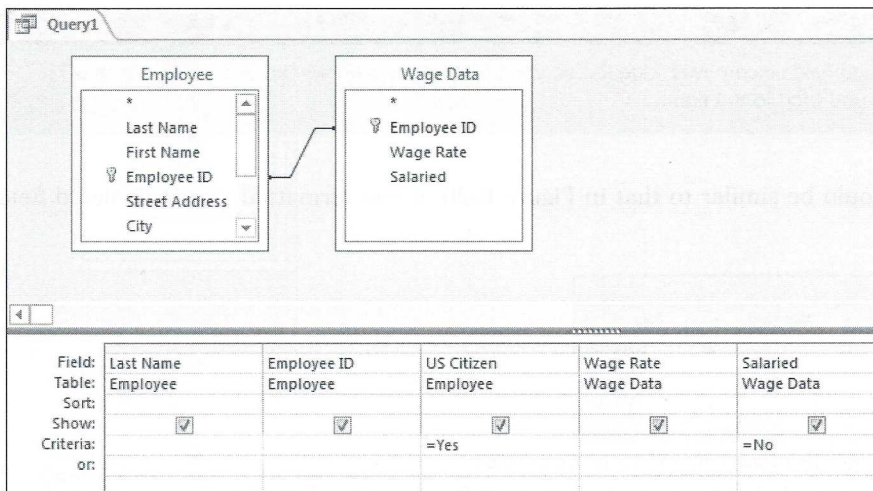 Query1
Employee
*
Last Name
First Name
Employee ID
Street Address
City
Wage Data
*
Employee ID
Wage Rate
Salaried
Field: Last Name Employee ID US Citizen Wage Rate Salaried
Table: Employee Employee Employee Wage Data Wage Data
Sort:
Show:
Criteria: =Yes =No
or: